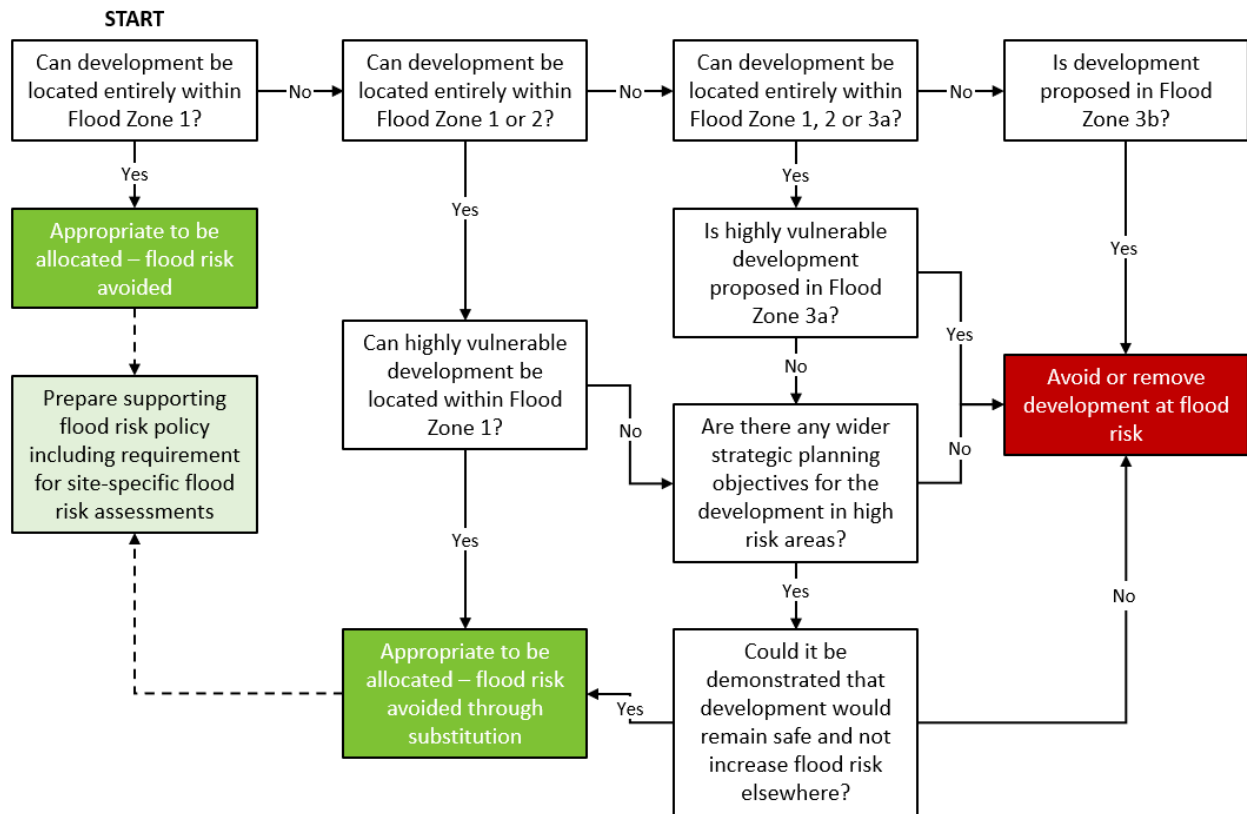 START
Can development be
located entirely within
Flood Zone 1?
No
Can development be
located entirely within
Flood Zone 1 or 2?
No
Can development be
located entirely within
Flood Zone 1, 2 or 3a?
No
Is development
proposed in Flood
Zone 3b?
Yes
Appropriate to be
allocated – flood risk
avoided
Prepare supporting
flood risk policy
including requirement
for site-specific flood
risk assessments
Yes
Can highly vulnerable
development be
located within Flood
Zone 1?
No
Yes
Appropriate to be
allocated – flood risk
avoided through
substitution
Yes
Is highly vulnerable
development
proposed in Flood
Zone 3a?
Yes
No
Are there any wider
strategic planning
objectives for the
development in high
risk areas?
No
Yes
Could it be
demonstrated that
development would
remain safe and not
increase flood risk
elsewhere?
Yes
No
Yes
Avoid or remove
development at flood
risk